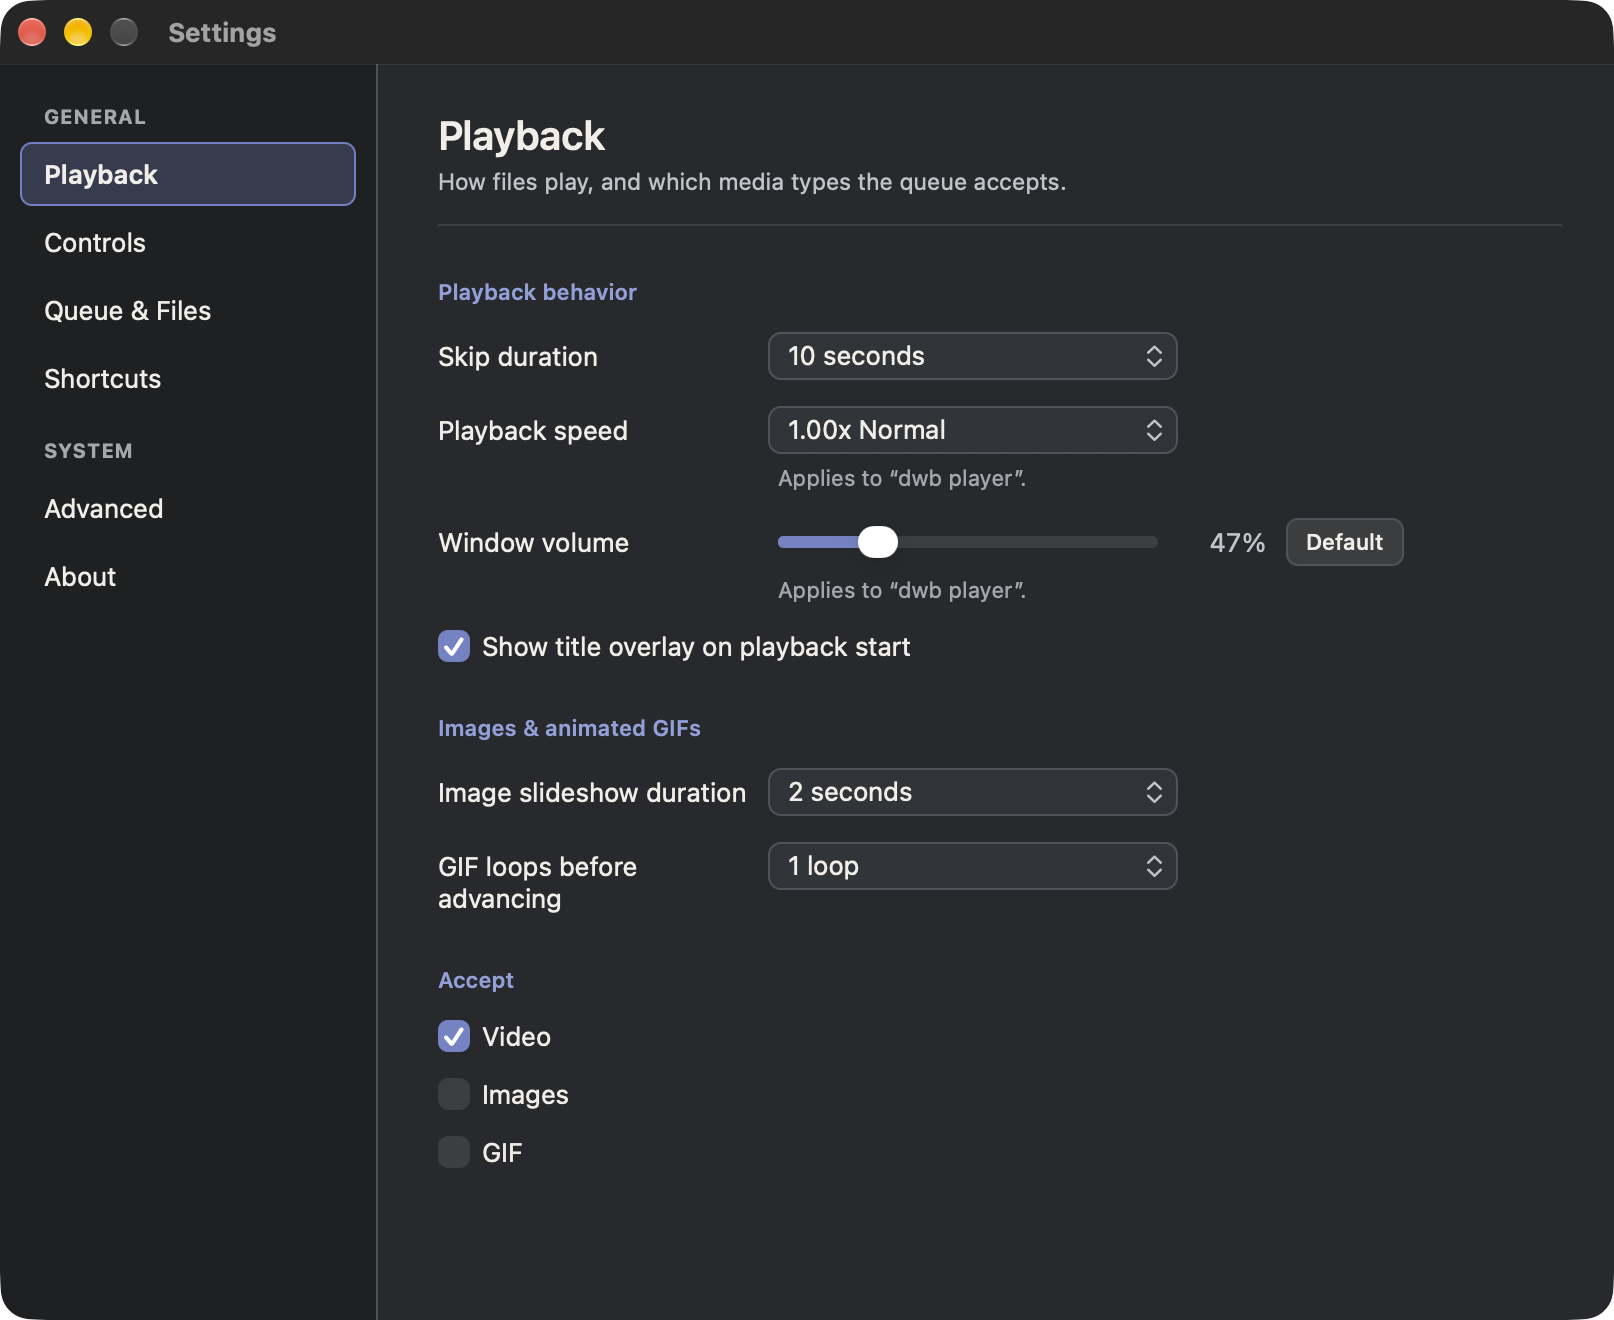 Settings
GENERAL
Playback
Controls
Queue & Files
Shortcuts
SYSTEM
Advanced
About
Playback
How files play, and which media types the queue accepts.
Playback behavior
Skip duration
10 seconds
Playback speed
1.00x Normal
Applies to “dwb player”.
Window volume
47%
Default
Applies to “dwb player”.
Show title overlay on playback start
Images & animated GIFs
Image slideshow duration
2 seconds
GIF loops before
advancing
1 loop
Accept
Video
Images
GIF